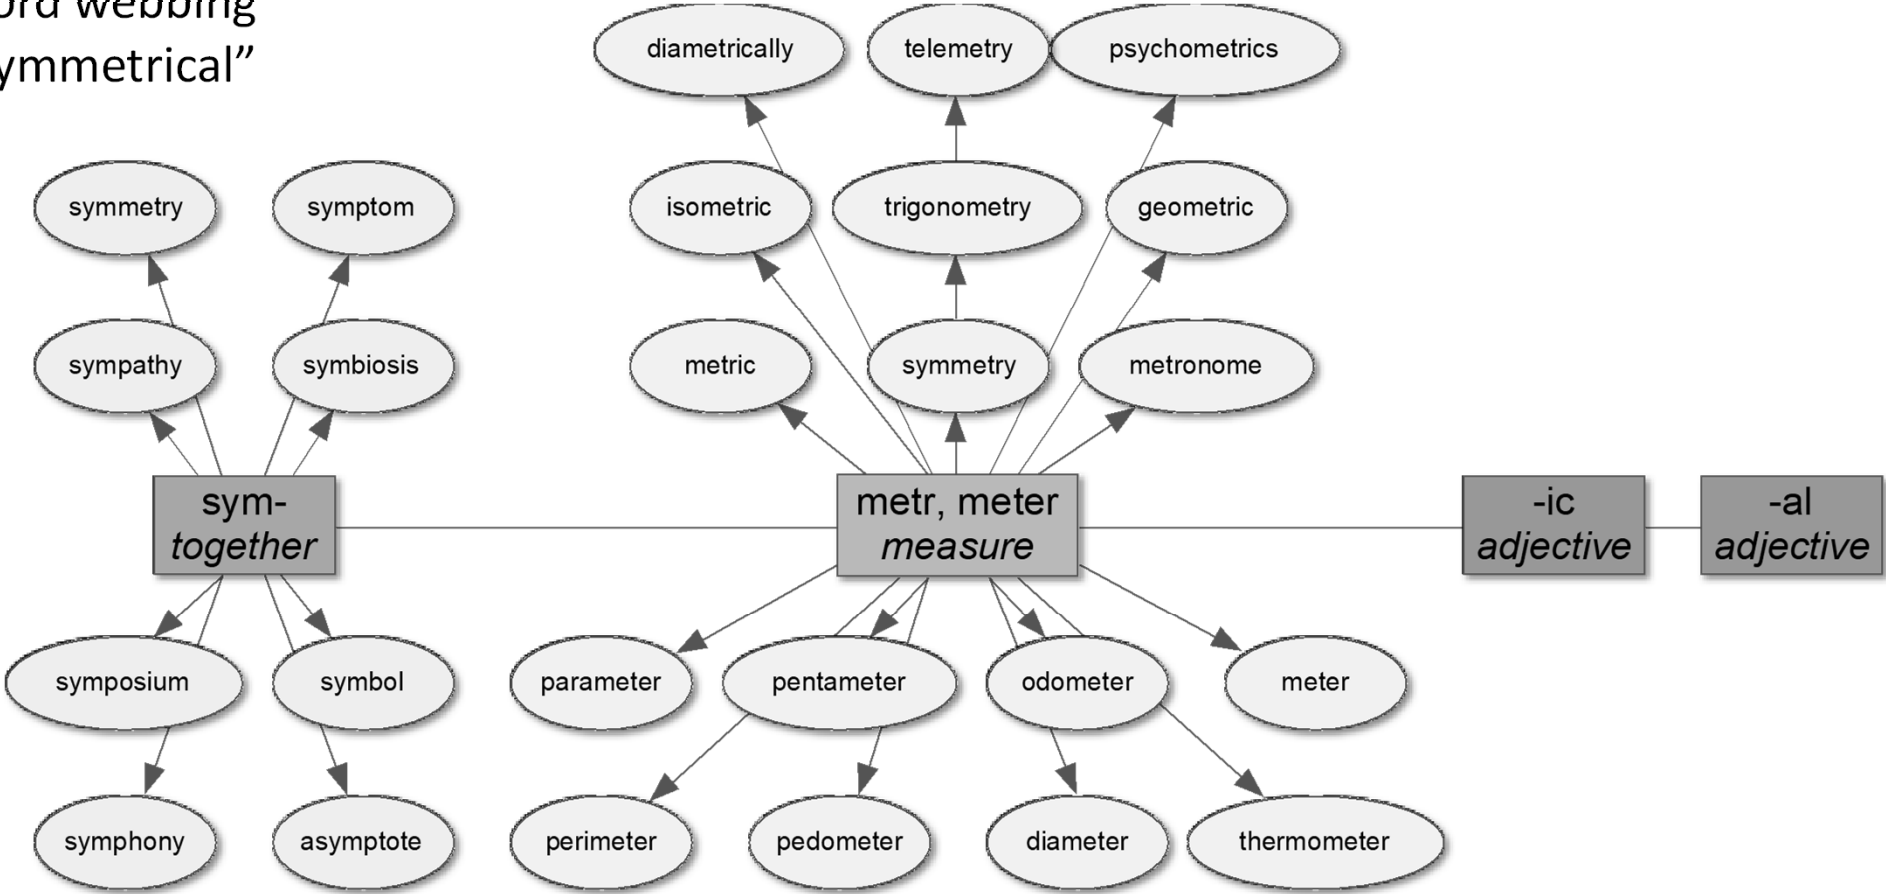 ord webbing
ymmetrical”
diametrically telemetry psychometrics
symmetry symptom isometric trigonometry geometric
sympathy symbiosis metric symmetry metronome
sym- metr, meter -ic -al
together measure adjective adjective
symposium symbol parameter pentameter odometer meter
symphony asymptote perimeter pedometer diameter thermometer